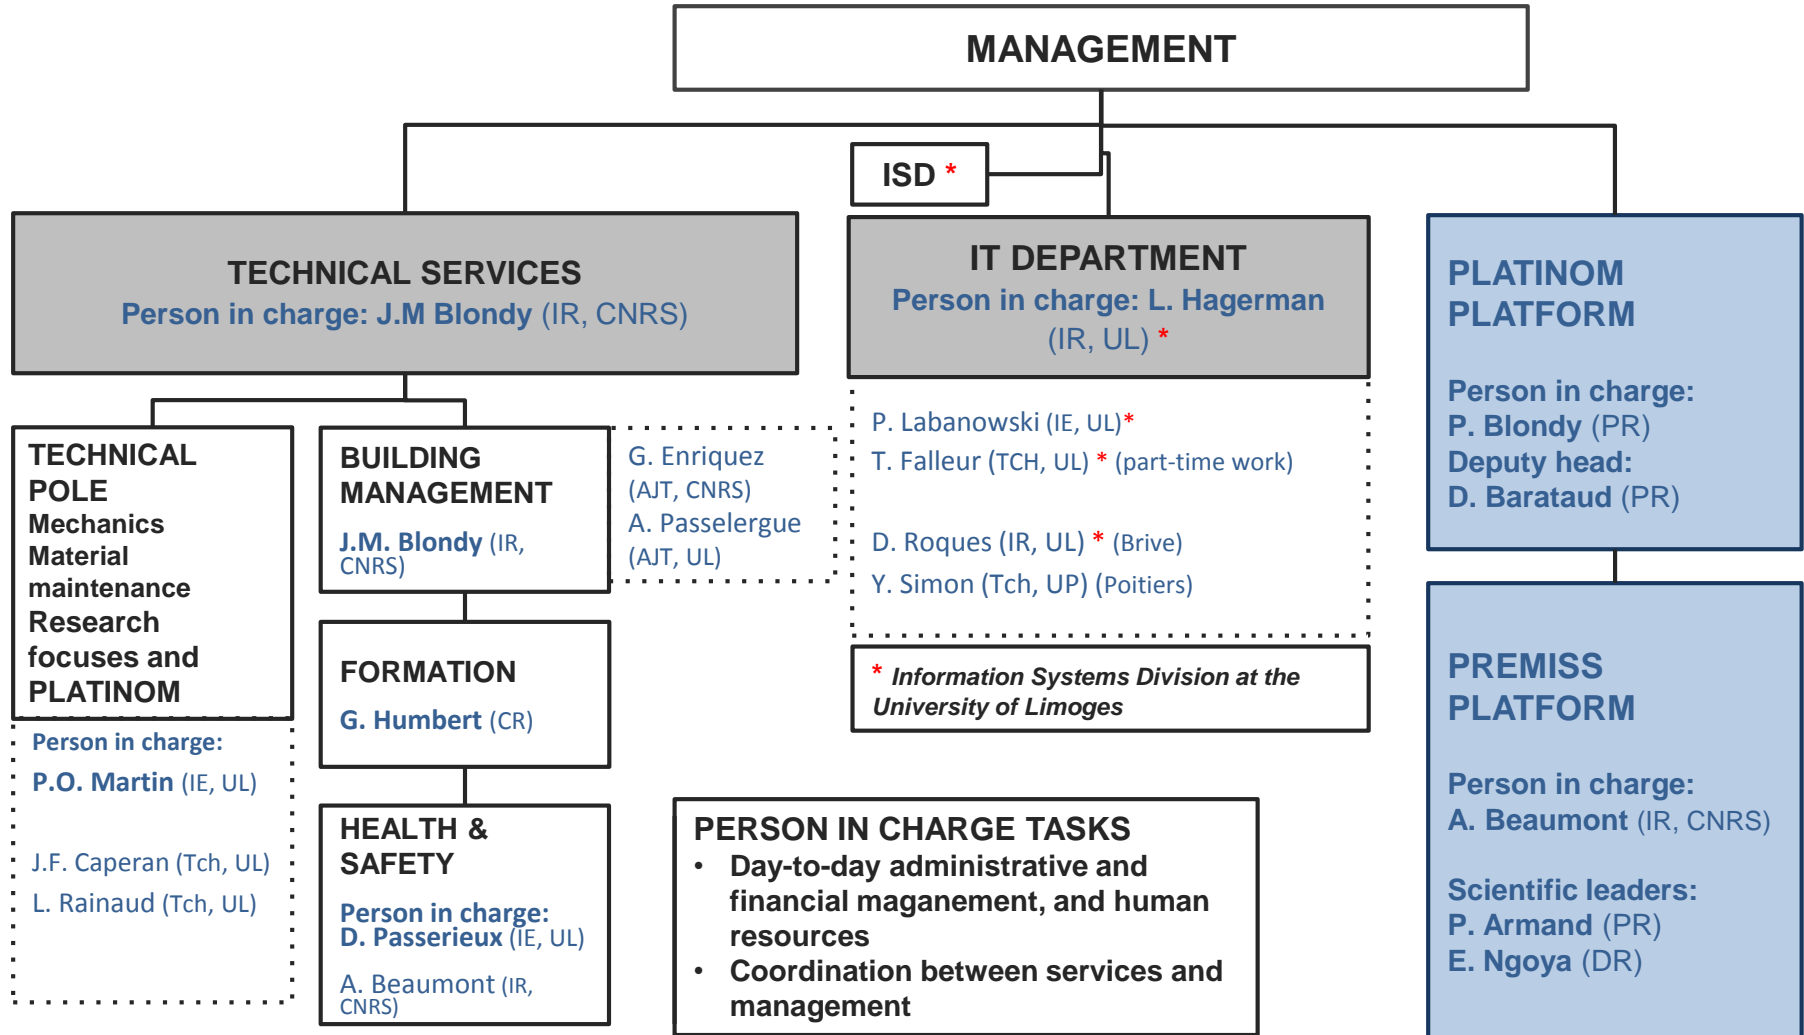 MANAGEMENT
ISD *
TECHNICAL SERVICES
Person in charge: J.M Blondy (IR, CNRS)
IT DEPARTMENT
Person in charge: L. Hagerman
(IR, UL) *
PLATINOM
PLATFORM
Person in charge:
P. Blondy (PR)
Deputy head:
D. Barataud (PR)
TECHNICAL
POLE
Mechanics
Material
maintenance
Research
focuses and
PLATINOM
Person in charge:
P.O. Martin (IE, UL)
J.F. Caperan (Tch, UL)
L. Rainaud (Tch, UL)
BUILDING
MANAGEMENT
J.M. Blondy (IR,
CNRS)
G. Enriquez
(AJT, CNRS)
A. Passelergue
(AJT, UL)
P. Labanowski (IE, UL)*
T. Falleur (TCH, UL) * (part-time work)
D. Roques (IR, UL) * (Brive)
Y. Simon (Tch, UP) (Poitiers)
* Information Systems Division at the
University of Limoges
FORMATION
G. Humbert (CR)
HEALTH &
SAFETY
Person in charge:
D. Passerieux (IE, UL)
A. Beaumont (IR,
CNRS)
PERSON IN CHARGE TASKS
• Day-to-day administrative and
financial maganement, and human
resources
• Coordination between services and
management
PREMISS
PLATFORM
Person in charge:
A. Beaumont (IR, CNRS)
Scientific leaders:
P. Armand (PR)
E. Ngoya (DR)